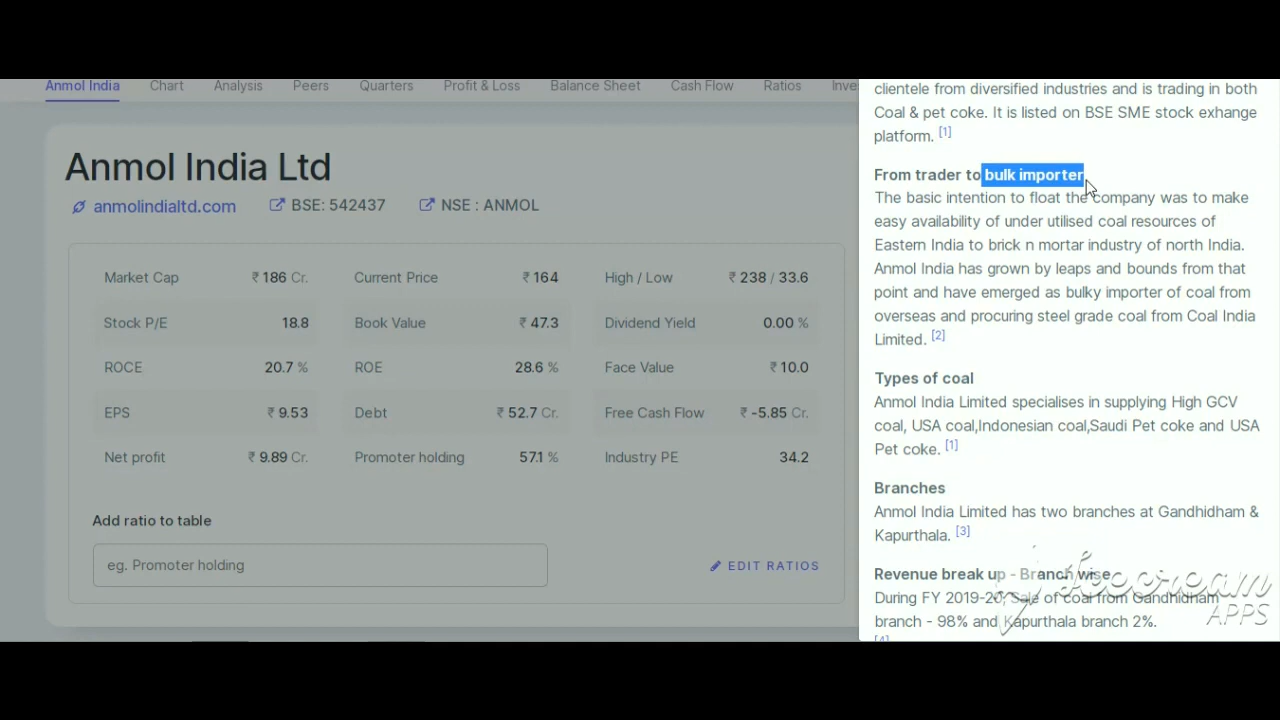 Anmol India Chart Analysis Peers Quarters Profit & Loss Balance Sheet Cash Flow Ratios Inve
Anmol India Ltd
anmolindialtd.com BSE: 542437 NSE : ANMOL
Market Cap ₹ 186 Cr. Current Price ₹ 164 High / Low ₹ 238 / 33.6
Stock P/E 18.8 Book Value ₹ 47.3 Dividend Yield 0.00 %
ROCE 20.7 % ROE 28.6 % Face Value ₹ 10.0
EPS ₹ 9.53 Debt ₹ 52.7 Cr. Free Cash Flow ₹ -5.85 Cr.
Net profit ₹ 9.89 Cr. Promoter holding 57.1 % Industry PE 34.2
Add ratio to table
eg. Promoter holding EDIT RATIOS
clientele from diversified industries and is trading in both
Coal & pet coke. It is listed on BSE SME stock exhange
platform. [1]
From trader to bulk importer
The basic intention to float the company was to make
easy availability of under utilised coal resources of
Eastern India to brick n mortar industry of north India.
Anmol India has grown by leaps and bounds from that
point and have emerged as bulky importer of coal from
overseas and procuring steel grade coal from Coal India
Limited. [2]
Types of coal
Anmol India Limited specialises in supplying High GCV
coal, USA coal,Indonesian coal,Saudi Pet coke and USA
Pet coke. [1]
Branches
Anmol India Limited has two branches at Gandhidham &
Kapurthala. [3]
Revenue break up - Branch wise
During FY 2019-20, Sale of coal from Gandhidham
branch - 98% and Kapurthala branch 2%.
[4]
Icecream
APPS